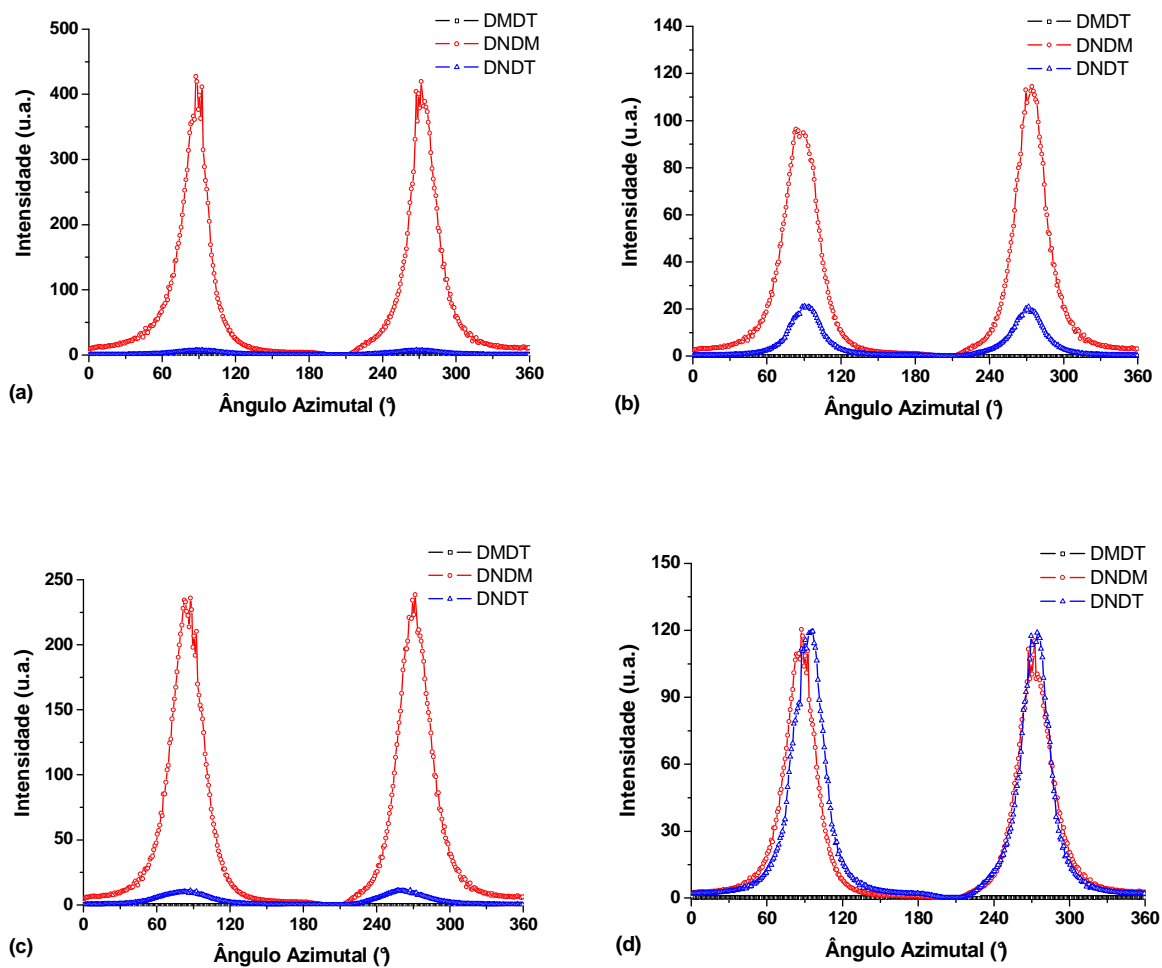 DMDT
DNDM
DNDT
500
400
300
200
100
0
Intensidade (u.a.)
0 60 120 180 240 300 360
Ângulo Azimutal (°)
(a)
DMDT
DNDM
DNDT
140
120
100
80
60
40
20
0
Intensidade (u.a.)
0 60 120 180 240 300 360
Ângulo Azimutal (°)
(b)
DMDT
DNDM
DNDT
250
200
150
100
50
0
Intensidade (u.a.)
0 60 120 180 240 300 360
Ângulo Azimutal (°)
(c)
DMDT
DNDM
DNDT
150
120
90
60
30
0
Intensidade (u.a.)
0 60 120 180 240 300 360
Ângulo Azimutal (°)
(d)